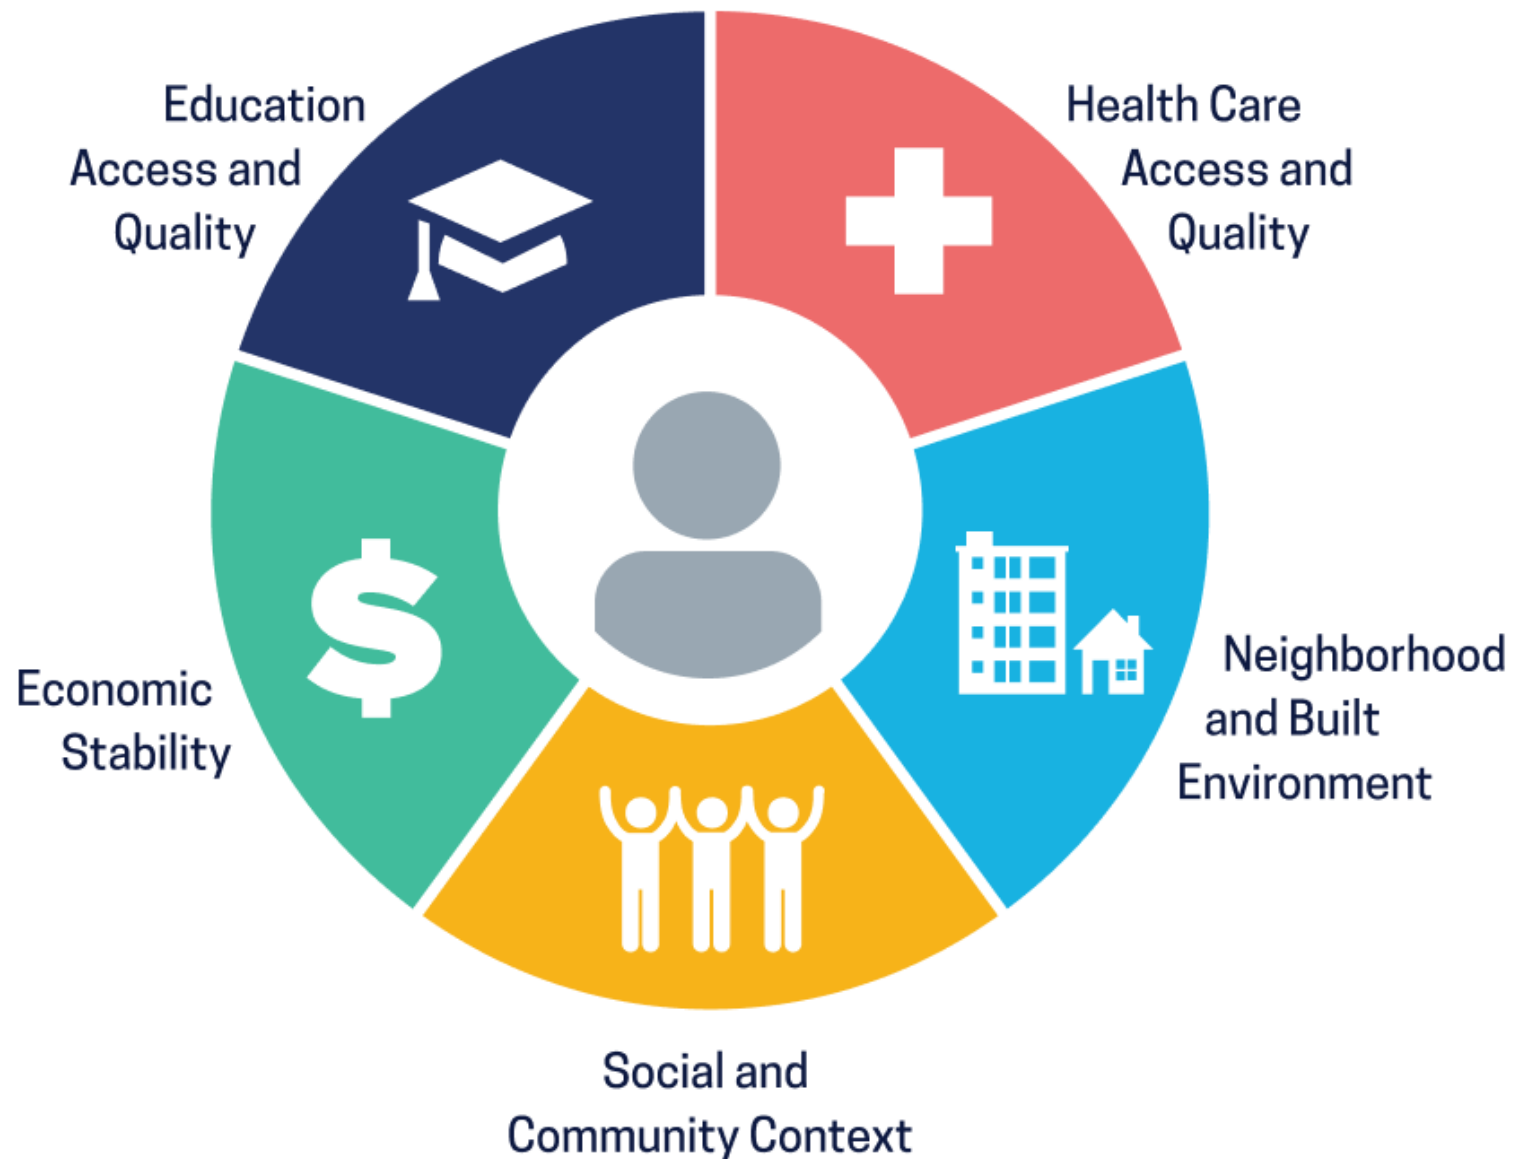 Education
Access and
Quality
Health Care
Access and
Quality
Economic
Stability
Neighborhood
and Built
Environment
Social and
Community Context